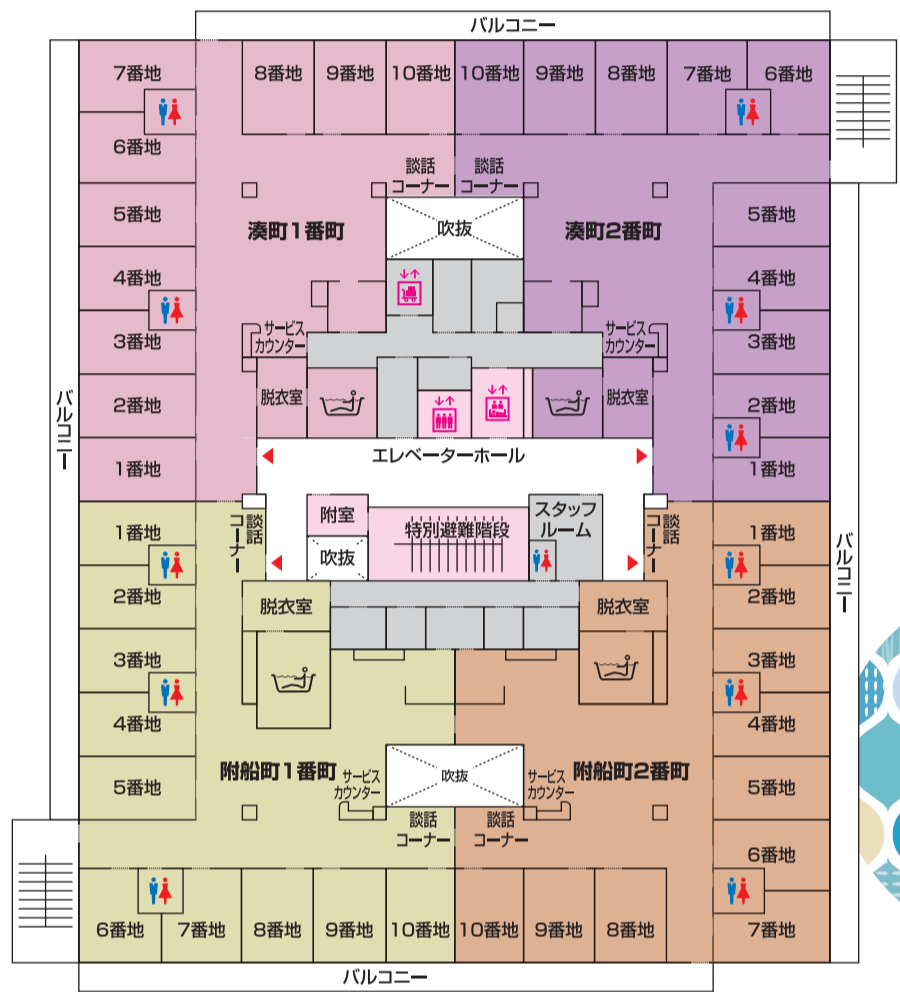 バルコニー
7番地
8番地
9番地
10番地
10番地
9番地
8番地
7番地
6番地
6番地
談話
コーナー
談話
コーナー
5番地
湊町1番町
吹抜
湊町2番町
5番地
4番地
4番地
サービス
カウンター
サービス
カウンター
3番地
3番地
バルコニー
2番地
脱衣室
脱衣室
2番地
1番地
エレベーターホール
1番地
談話
コーナー
附室
特別避難階段
スタッフ
ルーム
談話
コーナー
1番地
1番地
吹抜
バルコニー
2番地
脱衣室
脱衣室
2番地
3番地
3番地
4番地
4番地
附船町1番町
サービス
カウンター
吹抜
サービス
カウンター
附船町2番町
5番地
5番地
談話
コーナー
談話
コーナー
6番地
6番地
7番地
8番地
9番地
10番地
10番地
9番地
8番地
7番地
バルコニー